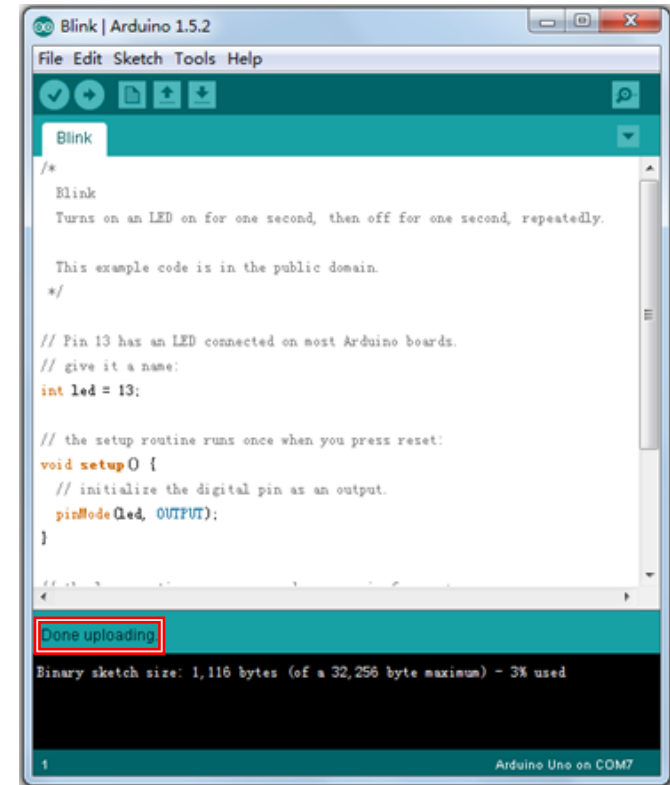 Blink | Arduino 1.5.2
File Edit Sketch Tools Help
Blink
/*
Blink
Turns on an LED on for one second, then off for one second, repeatedly.
This example code is in the public domain.
*/
// Pin 13 has an LED connected on most Arduino boards.
// give it a name:
int led = 13;
// the setup routine runs once when you press reset:
void setup() {
// initialize the digital pin as an output.
pinMode(led, OUTPUT);
}
Done uploading.
Binary sketch size: 1,116 bytes (of a 32,256 byte maximum) - 3% used
1
Arduino Uno on COM7